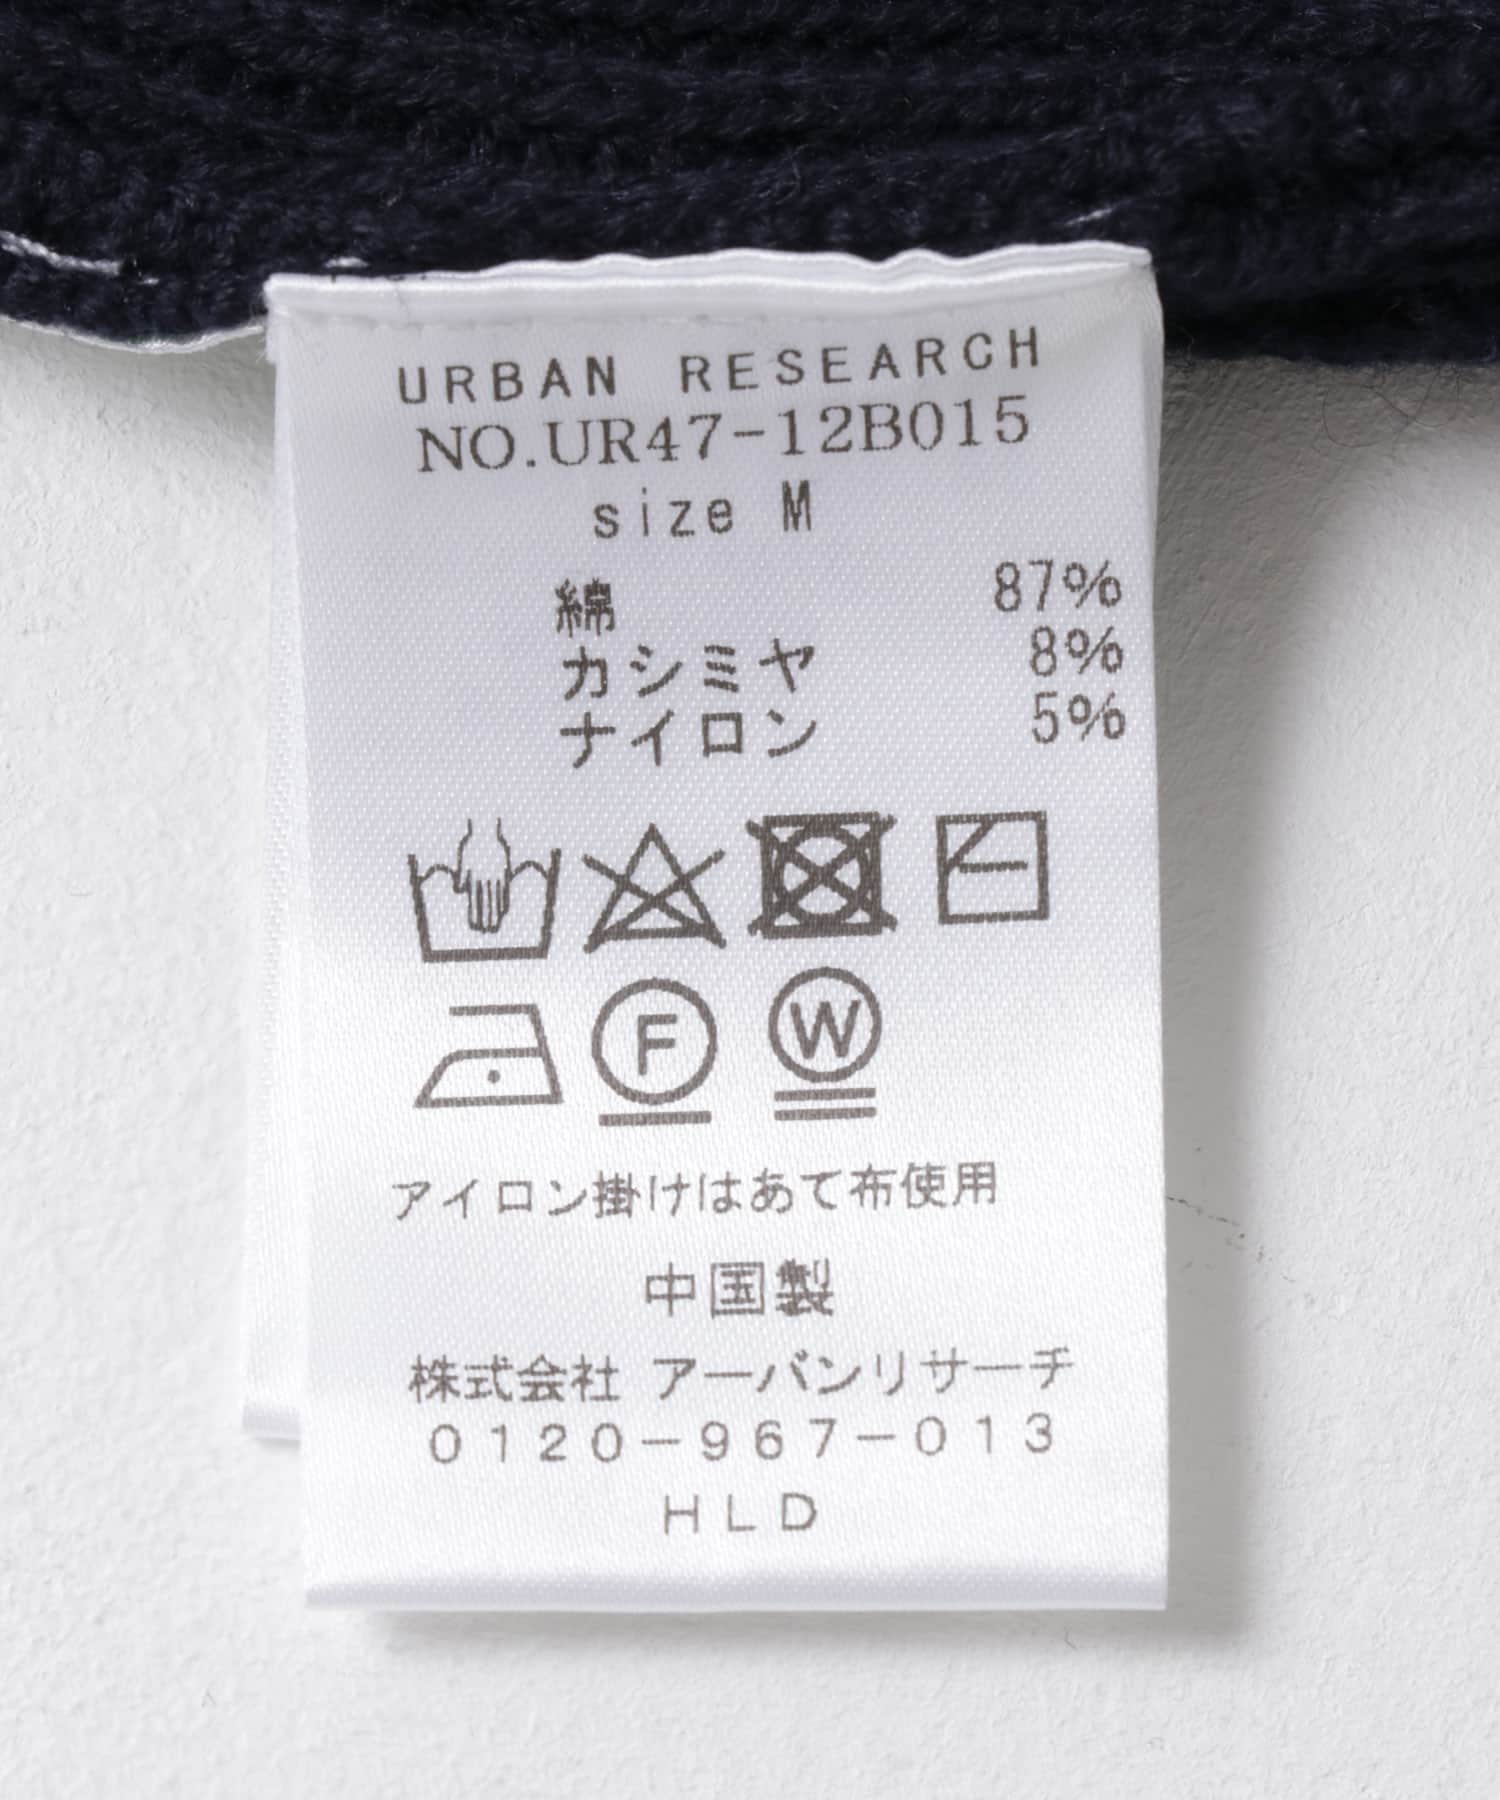 URBAN RESEARCH
NO.UR47-12B015
size M
綿 87%
カシミヤ 8%
ナイロン 5%
F W
アイロン掛けはあて布使用
中国製
株式会社 アーバンリサーチ
0120-967-013
HLD